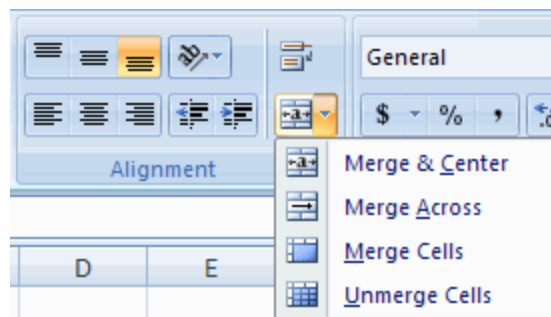 General
$ % ,
Alignment
Merge & Center
Merge Across
Merge Cells
Unmerge Cells
D E